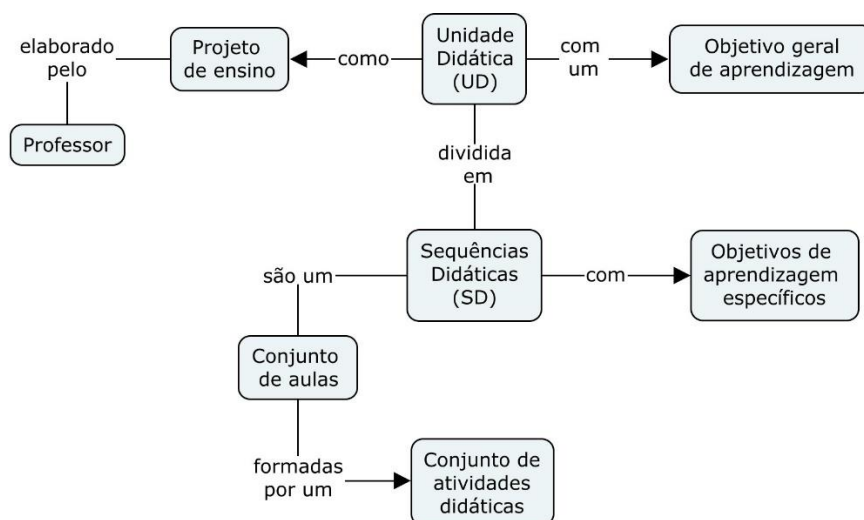 elaborado
pelo
Projeto
de ensino
como
Unidade
Didática
(UD)
com
um
Objetivo geral
de aprendizagem
Professor
dividida
em
Sequências
Didáticas
(SD)
são um
com
Objetivos de
aprendizagem
específicos
Conjunto
de aulas
formadas
por um
Conjunto de
atividades
didáticas